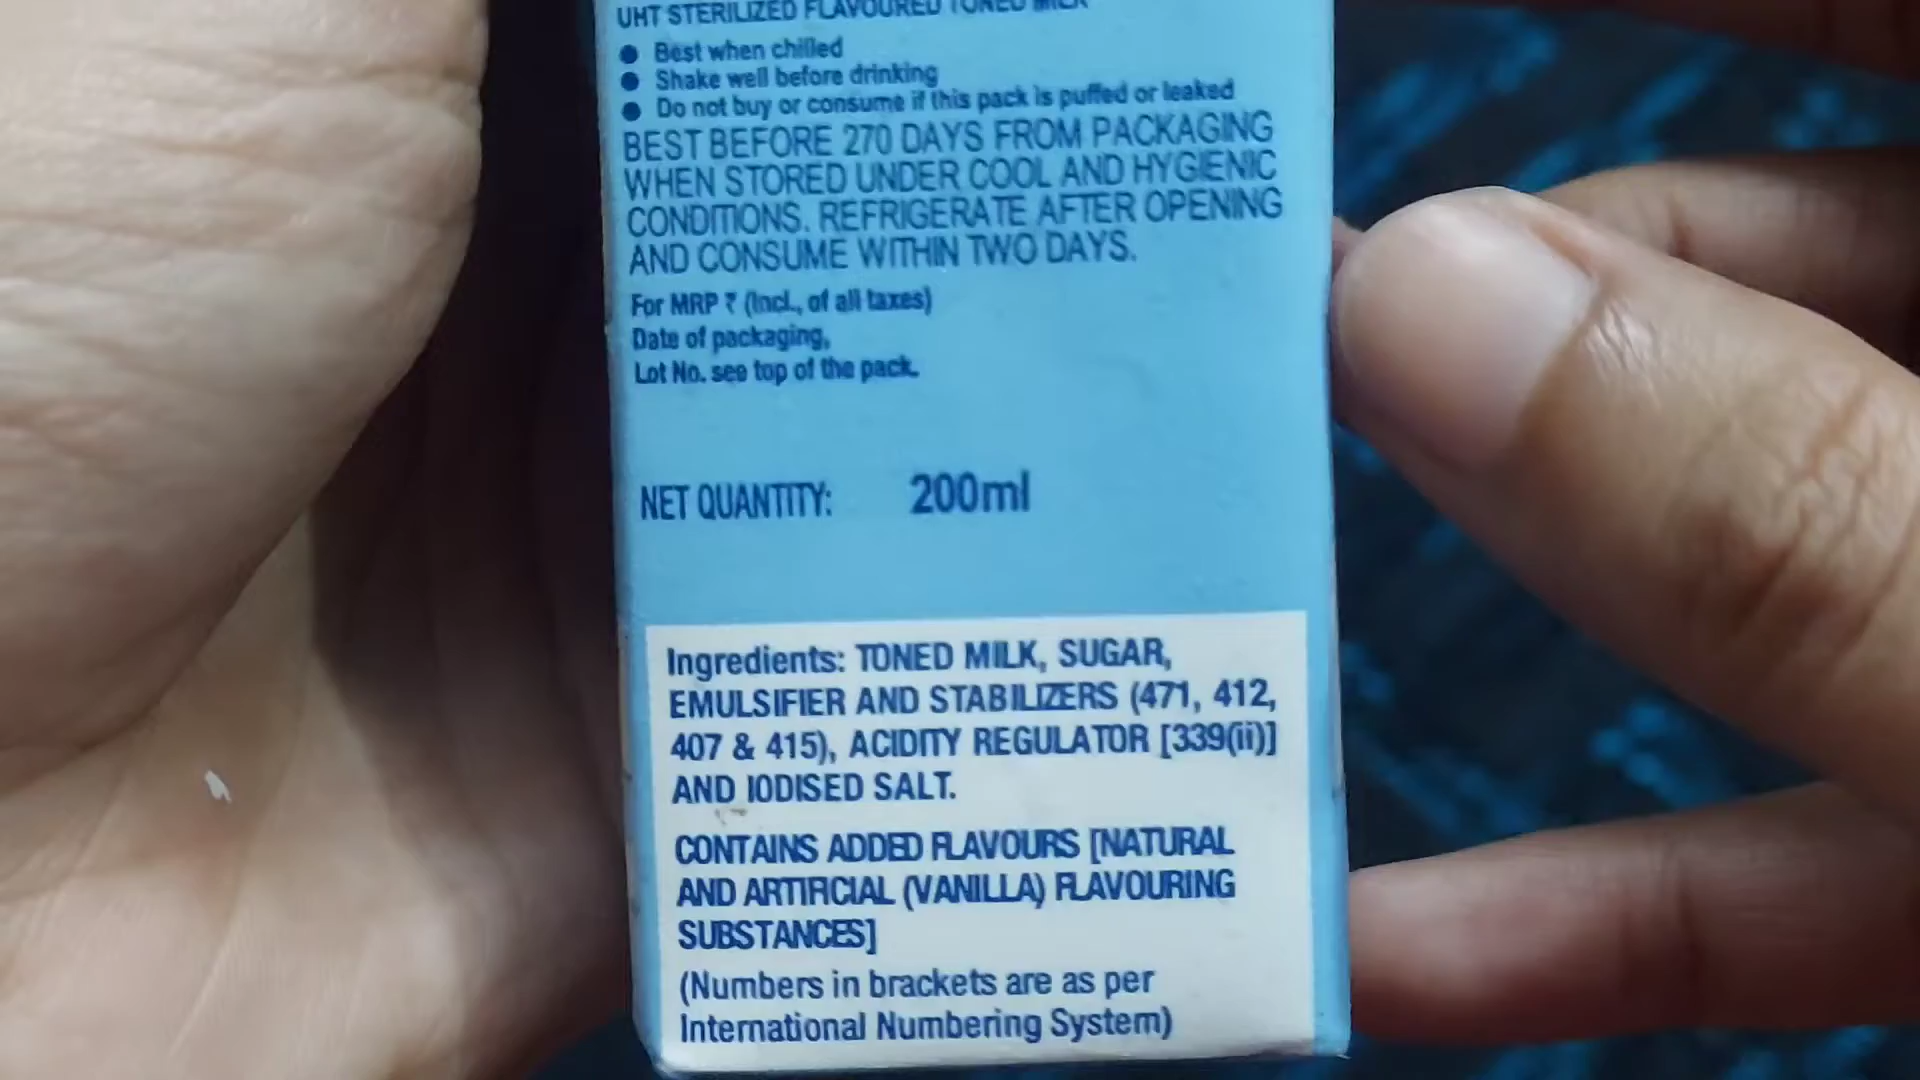 UHT STERILIZED FLAVOURED TONED MILK
● Best when chilled
● Shake well before drinking
● Do not buy or consume if this pack is puffed or leaked
BEST BEFORE 270 DAYS FROM PACKAGING
WHEN STORED UNDER COOL AND HYGIENIC
CONDITIONS. REFRIGERATE AFTER OPENING
AND CONSUME WITHIN TWO DAYS.
For MRP ₹ (Incl., of all taxes)
Date of packaging,
Lot No. see top of the pack.
NET QUANTITY: 200ml
Ingredients: TONED MILK, SUGAR,
EMULSIFIER AND STABILIZERS (471, 412,
407 & 415), ACIDITY REGULATOR [339(ii)]
AND IODISED SALT.
CONTAINS ADDED FLAVOURS [NATURAL
AND ARTIFICIAL (VANILLA) FLAVOURING
SUBSTANCES]
(Numbers in brackets are as per
International Numbering System)